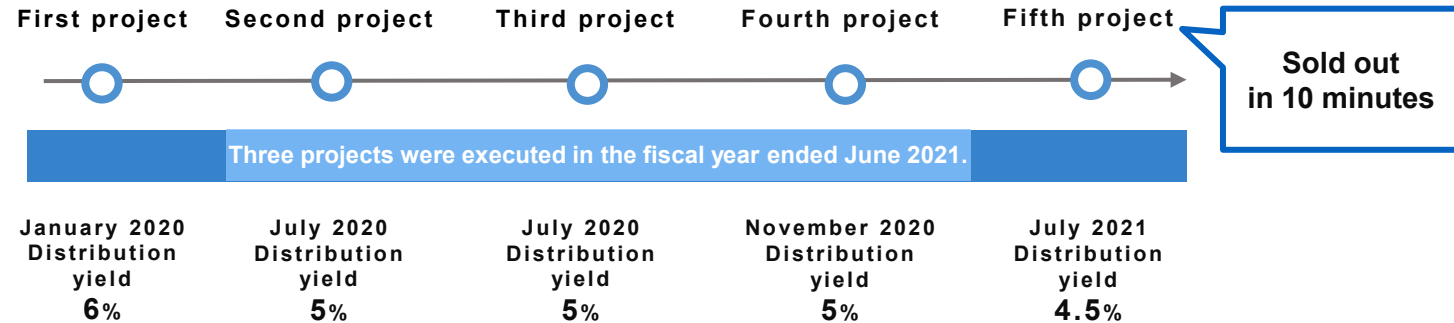 First project Second project Third project Fourth project Fifth project
Sold out
in 10 minutes
Three projects were executed in the fiscal year ended June 2021.
January 2020
Distribution
yield
6%
July 2020
Distribution
yield
5%
July 2020
Distribution
yield
5%
November 2020
Distribution
yield
5%
July 2021
Distribution
yield
4.5%